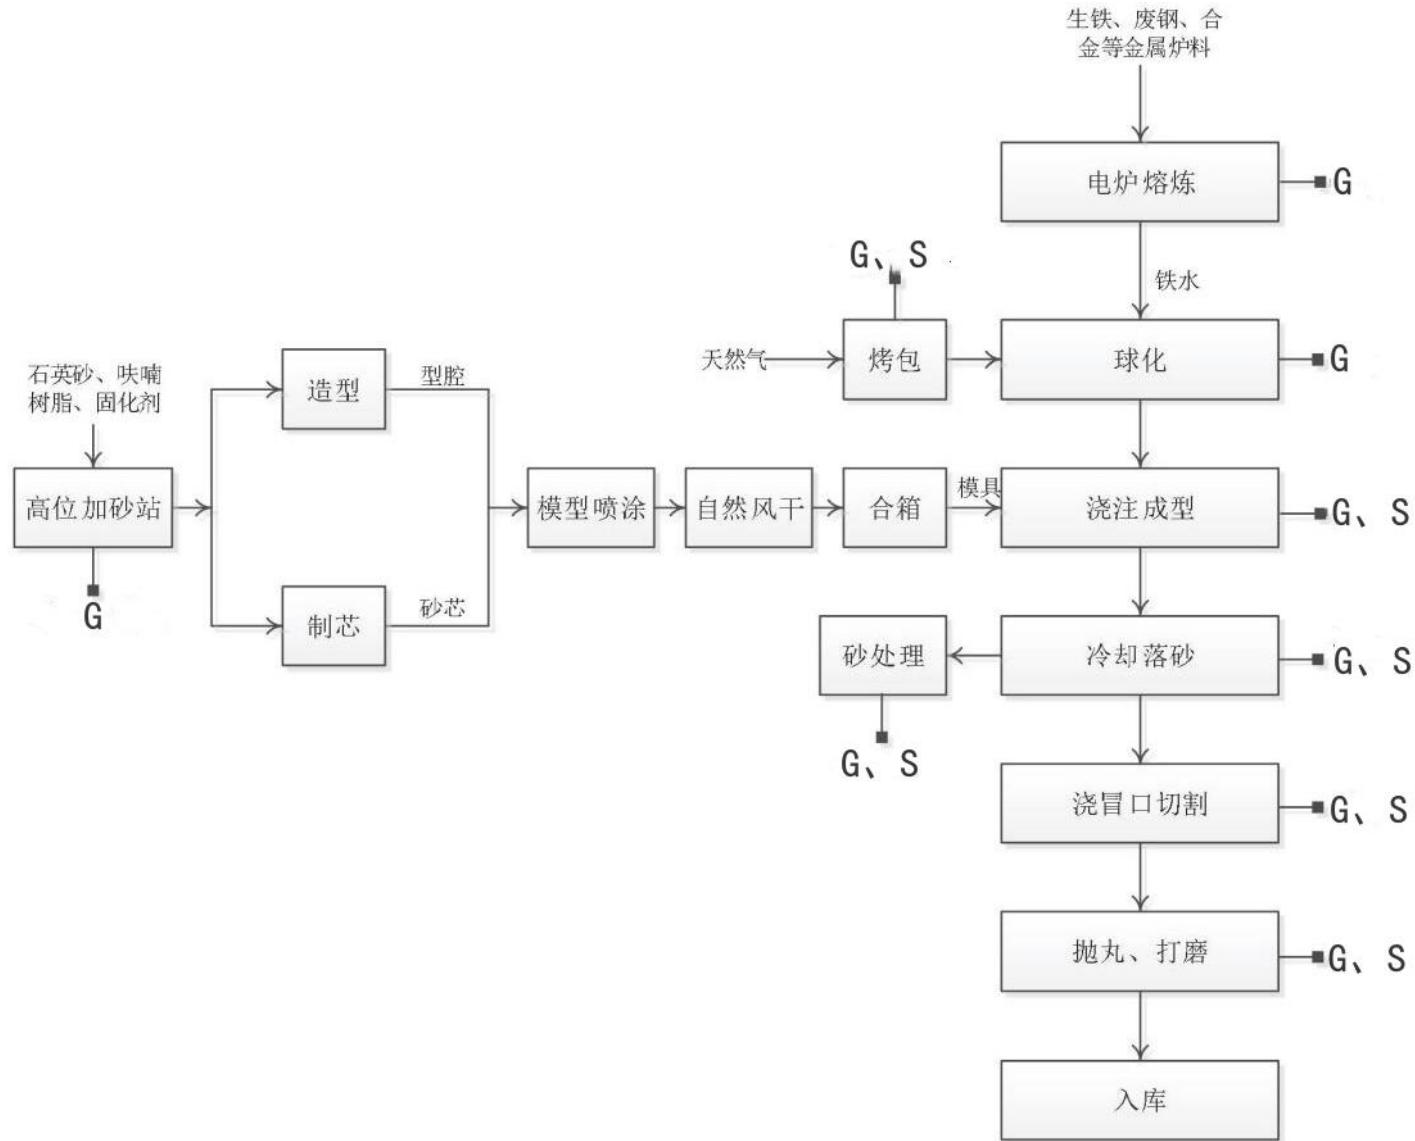 生铁、废钢、合
金等金属炉料
电炉熔炼
G
铁水
G、S
天然气
烤包
球化
G
石英砂、呋喃
树脂、固化剂
造型
型腔
高位加砂站
G
制芯
砂芯
模型喷涂
自然风干
合箱
模具
浇注成型
G、S
砂处理
G、S
冷却落砂
G、S
浇冒口切割
G、S
抛丸、打磨
G、S
入库